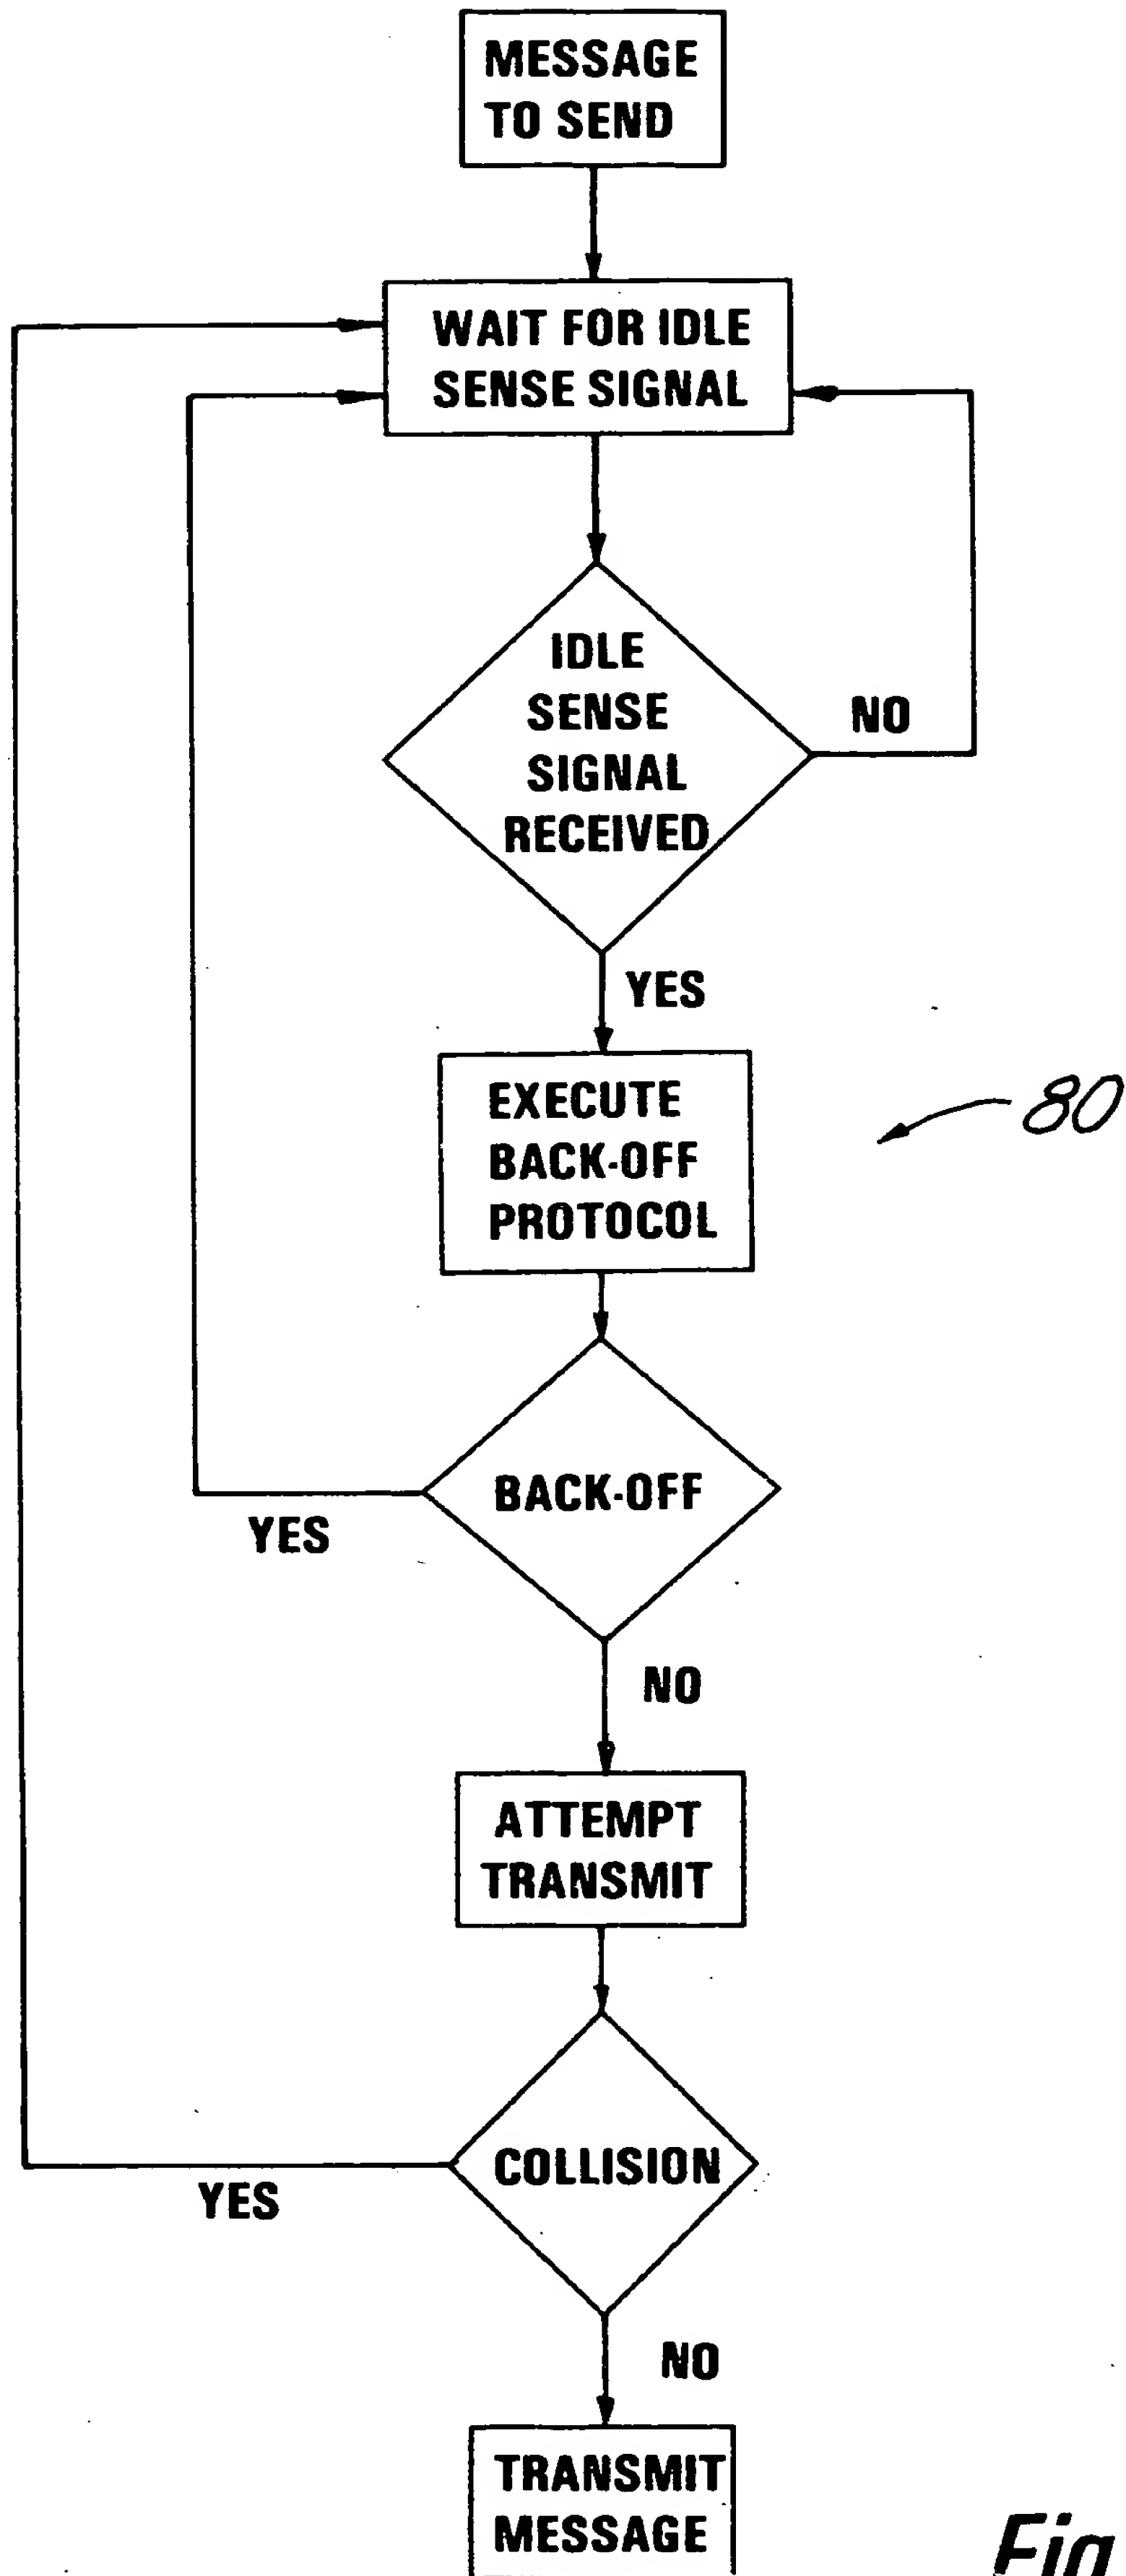 MESSAGE
TO SEND
WAIT FOR IDLE
SENSE SIGNAL
IDLE
SENSE
SIGNAL
RECEIVED
NO
YES
EXECUTE
BACK-OFF
PROTOCOL
80
BACK-OFF
YES
NO
ATTEMPT
TRANSMIT
COLLISION
YES
NO
TRANSMIT
MESSAGE
Fig